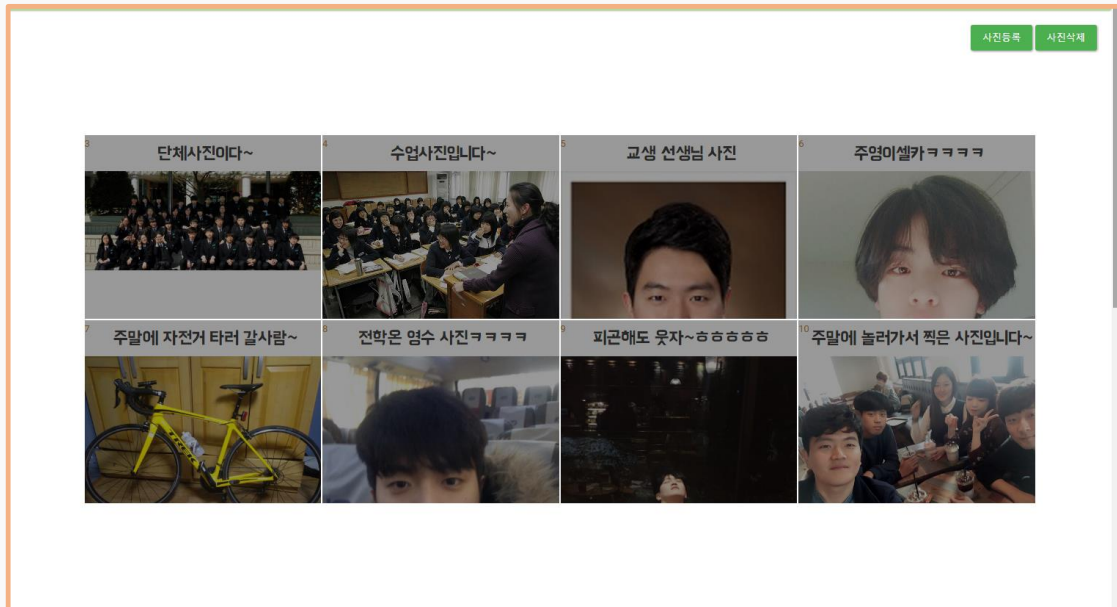 사진등록
사진삭제
3
단체사진이다~
4
수업사진입니다~
5
교생 선생님 사진
6
주영이셀카ㅋㅋㅋㅋ
7
주말에 자전거 타러 갈사람~
8
전학온 영수 사진ㅋㅋㅋㅋ
9
피곤해도 웃자~ㅎㅎㅎㅎㅎ
10
주말에 놀러가서 찍은 사진입니다~